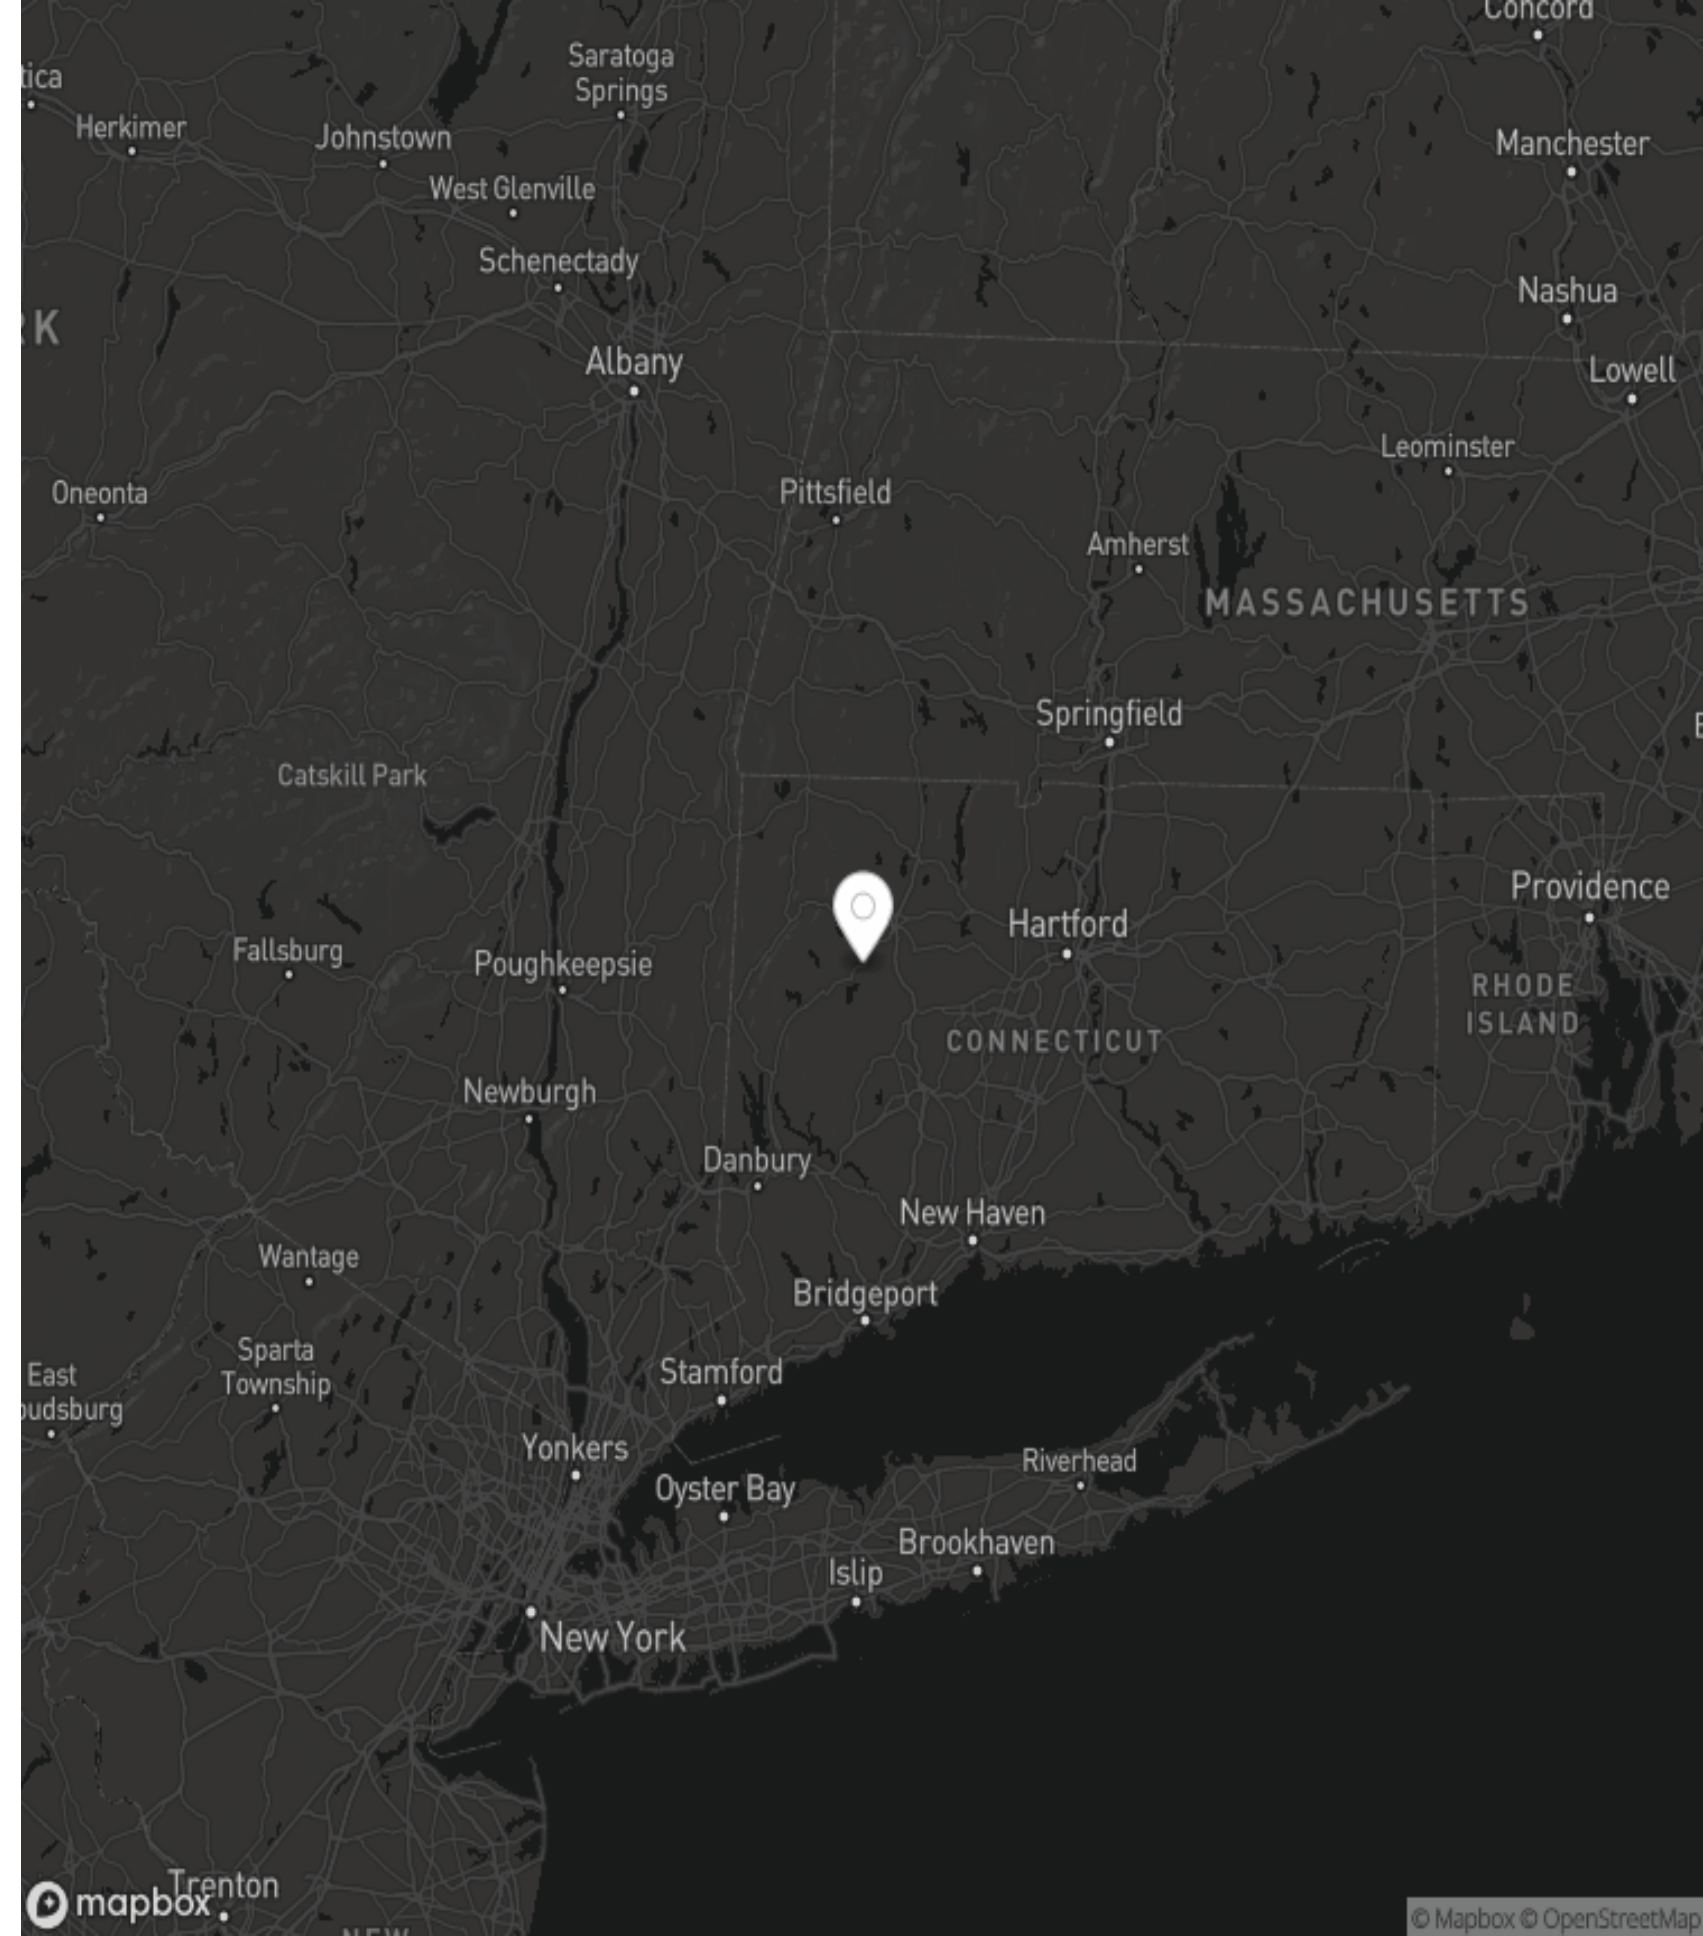 Concord
tica
Saratoga
Springs
Herkimer
Johnstown
Manchester
West Glenville
Schenectady
Nashua
RK
Albany
Lowell
Leominster
Oneonta
Pittsfield
Amherst
MASSACHUSETTS
Springfield
Catskill Park
Providence
Hartford
Fallsburg
Poughkeepsie
RHODE
ISLAND
CONNECTICUT
Newburgh
Danbury
New Haven
Wantage
Bridgeport
Sparta
Township
Stamford
East
oudsburg
Yonkers
Riverhead
Oyster Bay
Brookhaven
Islip
New York
Trenton
mapbox
© Mapbox © OpenStreetMap
NEW